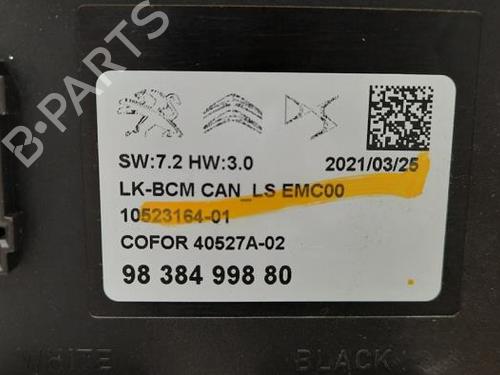 B-PARTS
SW:7.2 HW:3.0 2021/03/25
LK-BCM CAN_LS EMC00
10523164-01
COFOR 40527A-02
98 384 998 80
WHITE BLACK